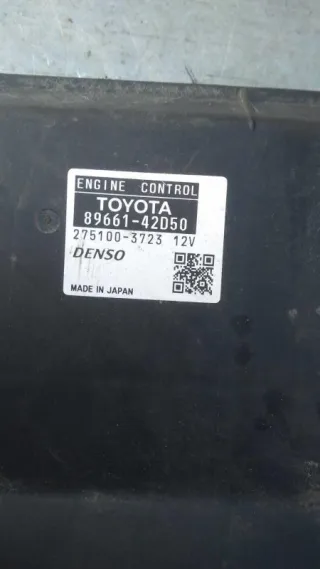 ENGINE CONTROL
TOYOTA
89661-42D50
275100-3723 12V
DENSO
MADE IN JAPAN